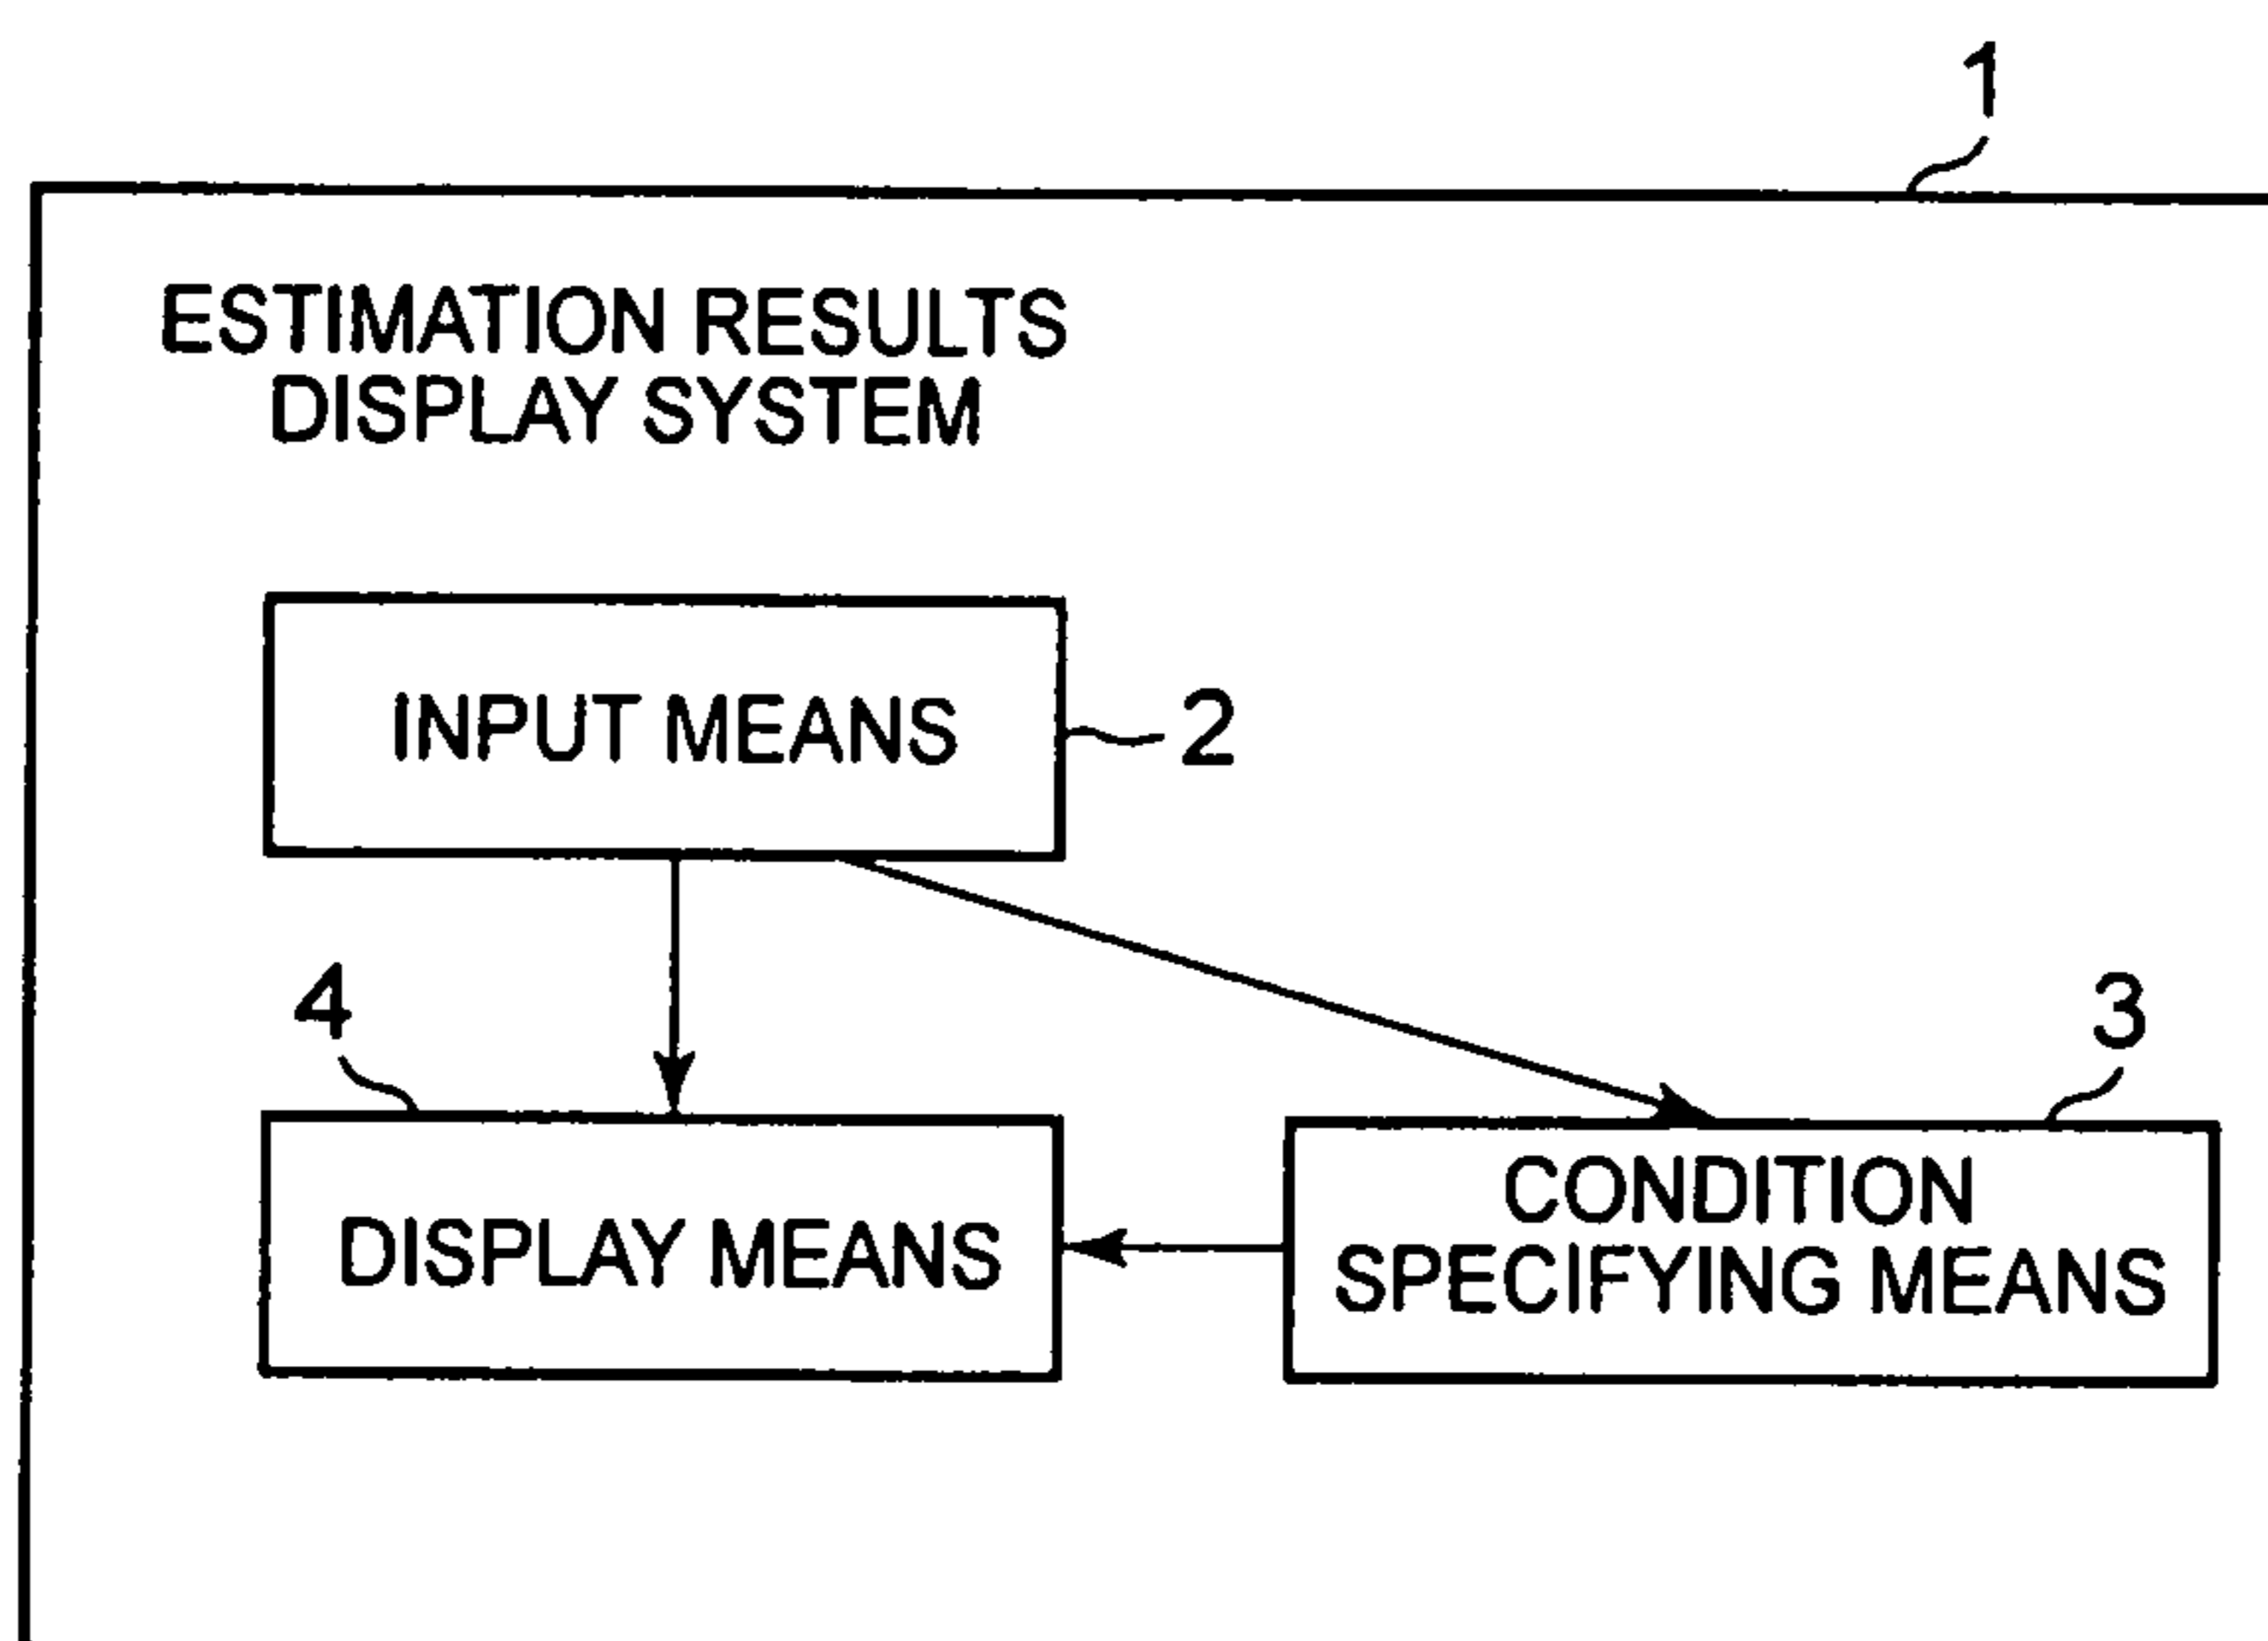 1
ESTIMATION RESULTS
DISPLAY SYSTEM
INPUT MEANS
2
4
3
DISPLAY MEANS
CONDITION
SPECIFYING MEANS